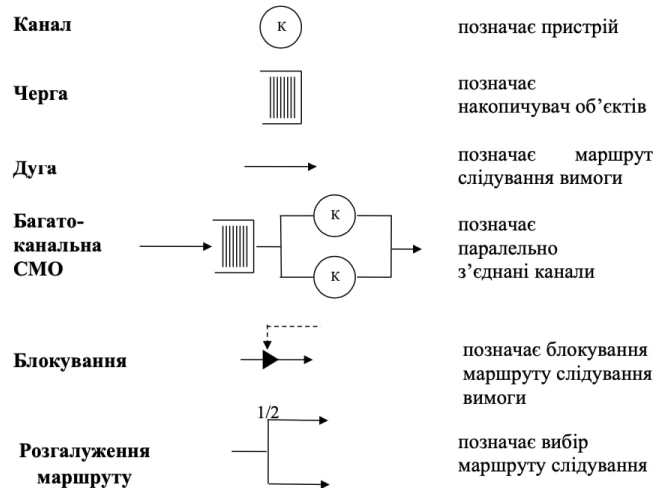 Канал
К
позначає пристрій
Черга
позначає
накопичувач об’єктів
Дуга
позначає маршрут
слідування вимоги
Багато-
канальна
СМО
К
К
позначає
паралельно
з’єднані канали
Блокування
позначає блокування
маршруту слідування
вимоги
1/2
Розгалуження
маршруту
позначає вибір
маршруту слідування